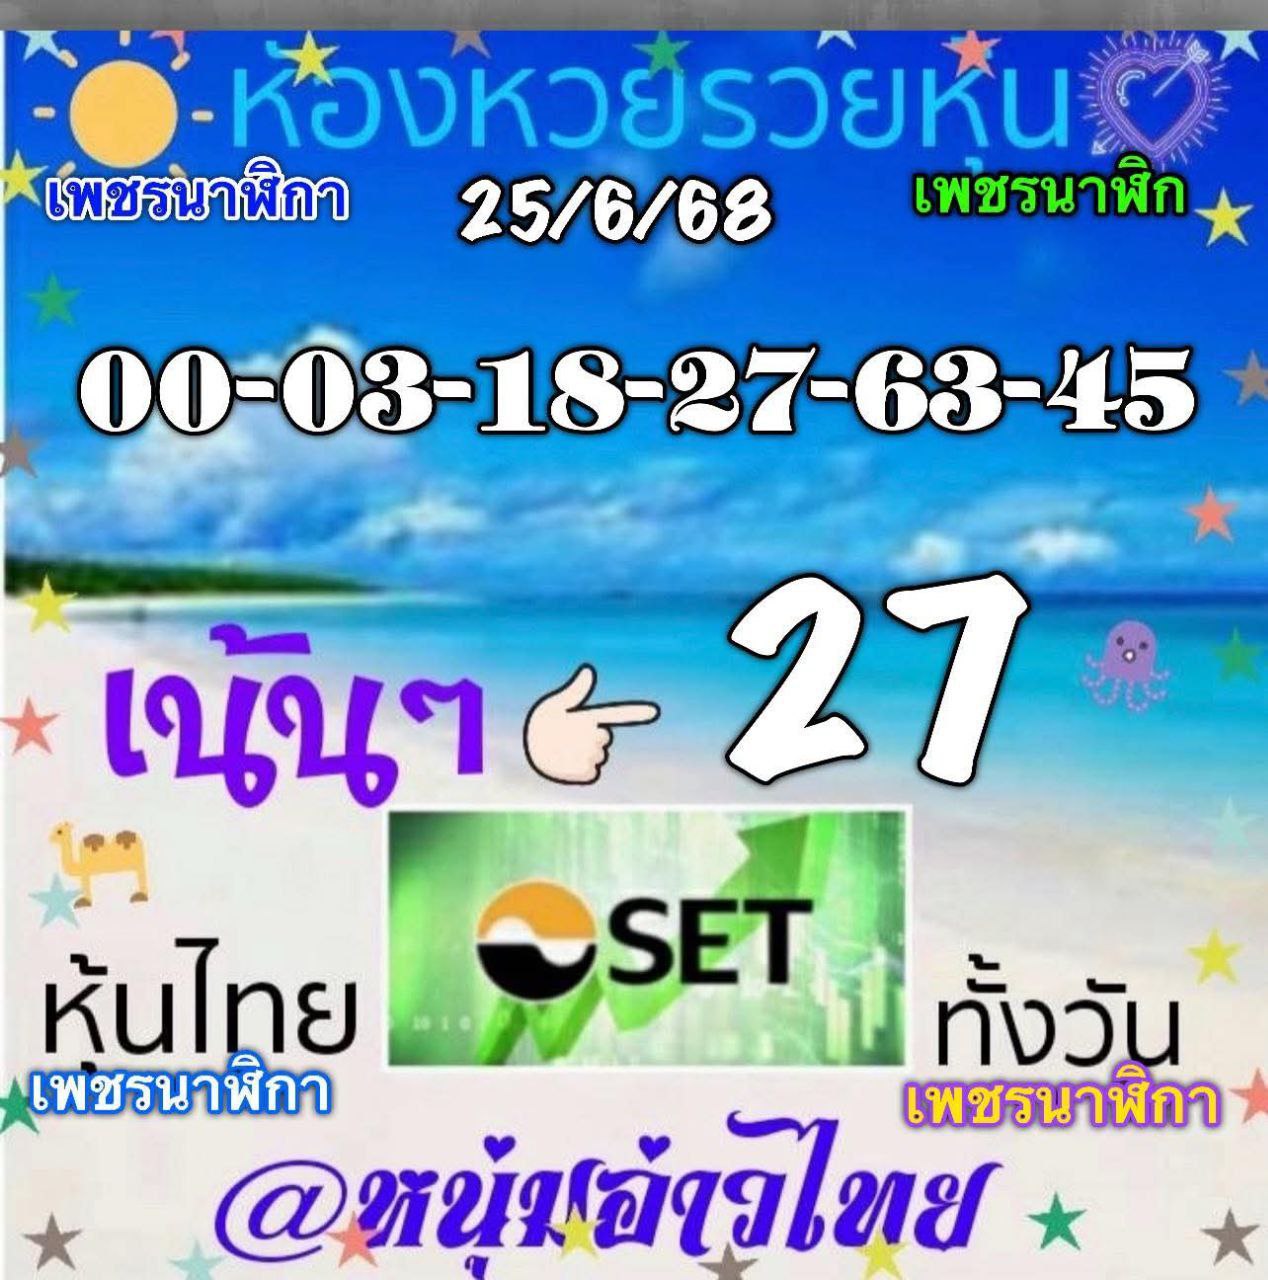 ห้องหวยรวยหุ้น
เพชรนาฬิกา 25/6/68 เพชรนาฬิก
00-03-18-27-63-45
เน้นๆ 27
SET
หุ้นไทย ทั้งวัน
เพชรนาฬิกา เพชรนาฬิกา
@หนุ่มอ่าวไทย